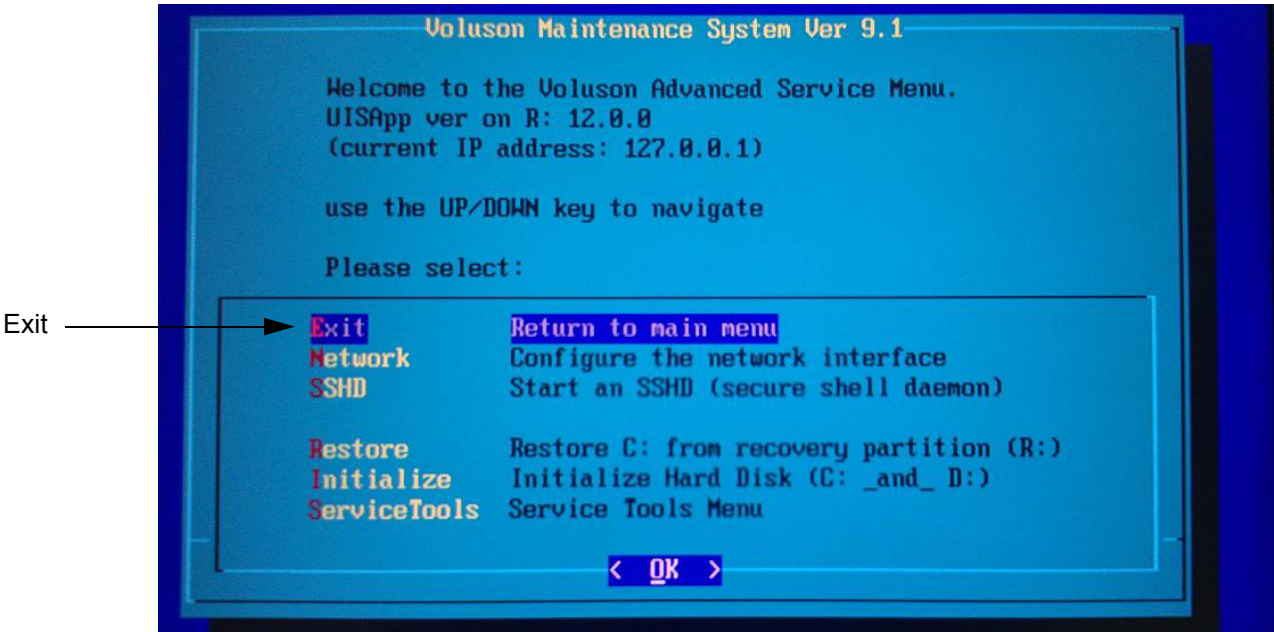 Voluson Maintenance System Ver 9.1
Welcome to the Voluson Advanced Service Menu.
UISApp ver on R: 12.0.0
(current IP address: 127.0.0.1)
use the UP/DOWN key to navigate
Please select:
Exit
Exit Return to main menu
Network Configure the network interface
SSHD Start an SSHD (secure shell daemon)
Restore Restore C: from recovery partition (R:)
Initialize Initialize Hard Disk (C: _and_ D:)
ServiceTools Service Tools Menu
< OK >